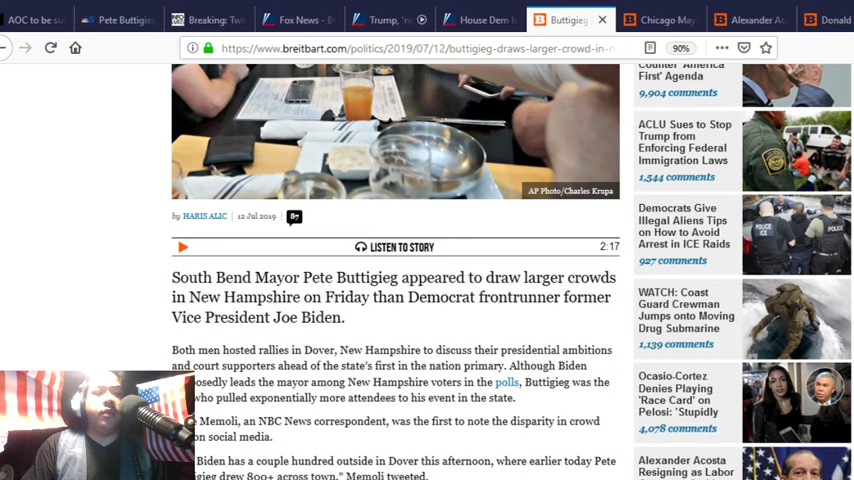 AOC to be su
Pete Buttigieg
Breaking: Twi
Fox News - Br
Trump, 'n
House Dem b
Buttigieg
Chicago May
Alexander Aco
Donald
https://www.breitbart.com/politics/2019/07/12/buttigieg-draws-larger-crowd-in-n
90%
AP Photo/Charles Krupa
by HARIS ALIC
12 Jul 2019
87
LISTEN TO STORY
2:17
South Bend Mayor Pete Buttigieg appeared to draw larger crowds
in New Hampshire on Friday than Democrat frontrunner former
Vice President Joe Biden.
Both men hosted rallies in Dover, New Hampshire to discuss their presidential ambitions
and court supporters ahead of the state's first in the nation primary. Although Biden
posedly leads the mayor among New Hampshire voters in the polls, Buttigieg was the
who pulled exponentially more attendees to his event in the state.
Memoli, an NBC News correspondent, was the first to note the disparity in crowd
on social media.
Biden has a couple hundred outside in Dover this afternoon, where earlier today Pete
tigieg drew 800+ across town," Memoli tweeted.
Counter 'America
First' Agenda
9,904 comments
ACLU Sues to Stop
Trump from
Enforcing Federal
Immigration Laws
1,544 comments
Democrats Give
Illegal Aliens Tips
on How to Avoid
Arrest in ICE Raids
927 comments
POLICE
ICE
POLICE
WATCH: Coast
Guard Crewman
Jumps onto Moving
Drug Submarine
1,139 comments
Ocasio-Cortez
Denies Playing
'Race Card' on
Pelosi: 'Stupidly
4,078 comments
Alexander Acosta
Resigning as Labor